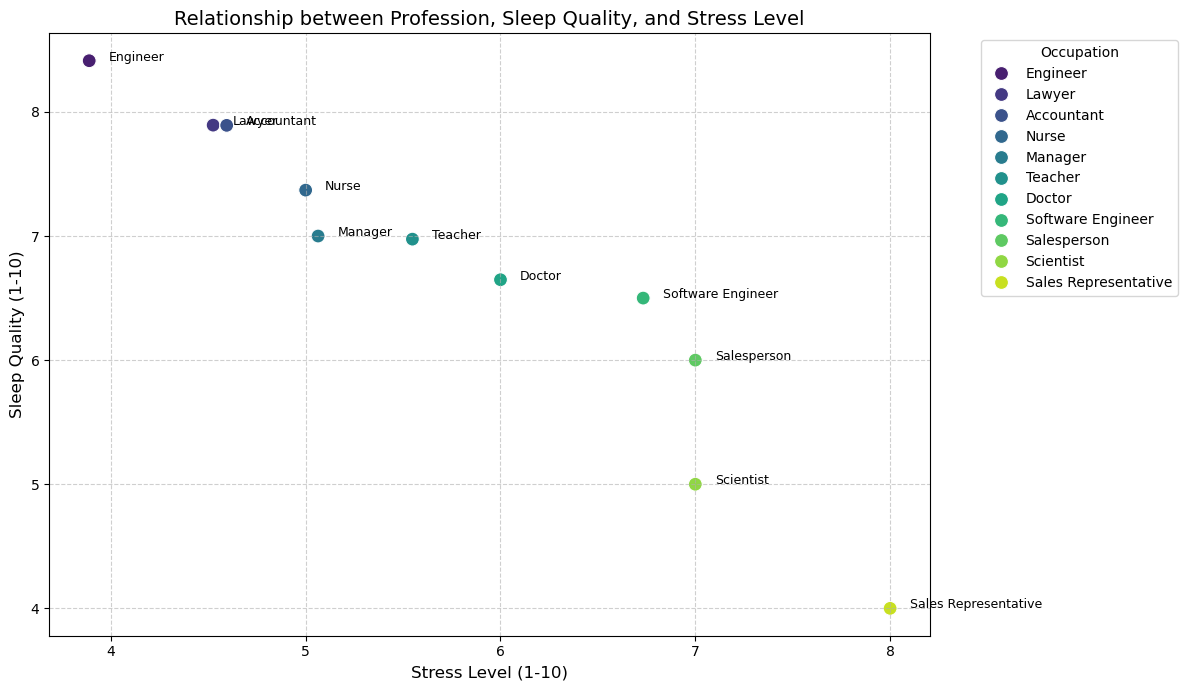 Relationship between Profession, Sleep Quality, and Stress Level
Sleep Quality (1-10)
8
7
6
5
4
Engineer
Lawyer
Accountant
Nurse
Manager
Teacher
Doctor
Software Engineer
Salesperson
Scientist
Sales Representative
4
5
6
7
8
Stress Level (1-10)
Occupation
Engineer
Lawyer
Accountant
Nurse
Manager
Teacher
Doctor
Software Engineer
Salesperson
Scientist
Sales Representative